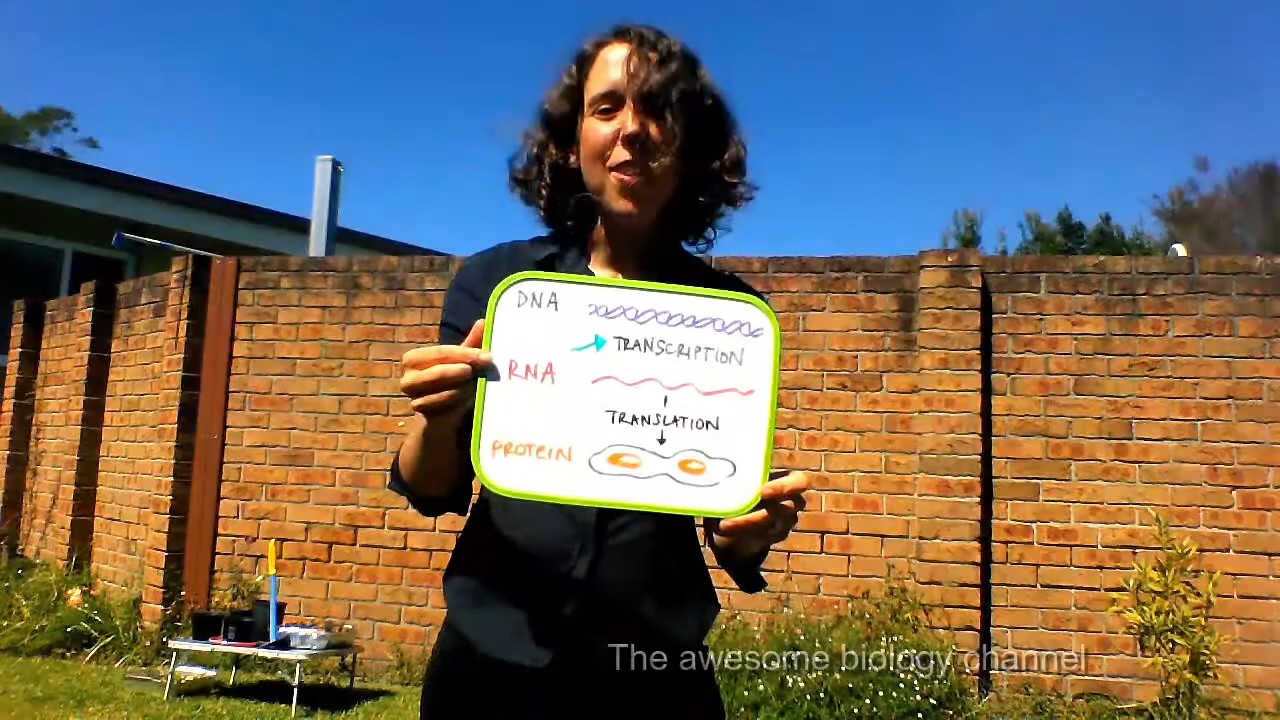 DNA
TRANSCRIPTION
RNA
TRANSLATION
PROTEIN
The awesome biology channel